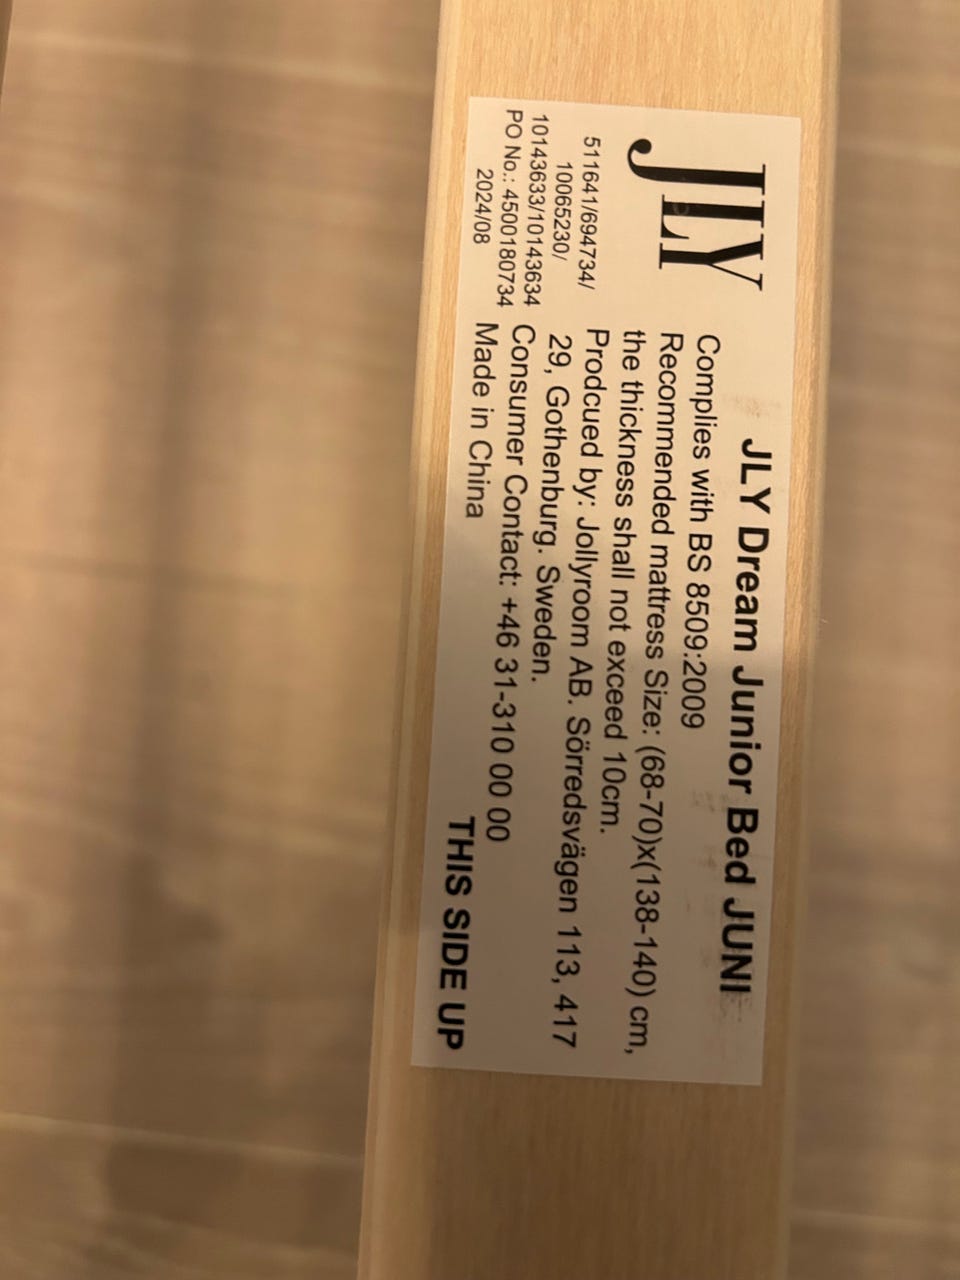 JLY
511641/694734/
10065230/
10143633/10143634
PO No.: 4500180734
2024/08
JLY Dream Junior Bed JUNI
Complies with BS 8509:2009
Recommended mattress Size: (68-70)x(138-140) cm,
the thickness shall not exceed 10cm.
Prodcued by: Jollyroom AB. Sörredsvägen 113, 417
29, Gothenburg. Sweden.
Consumer Contact: +46 31-310 00 00
Made in China
THIS SIDE UP